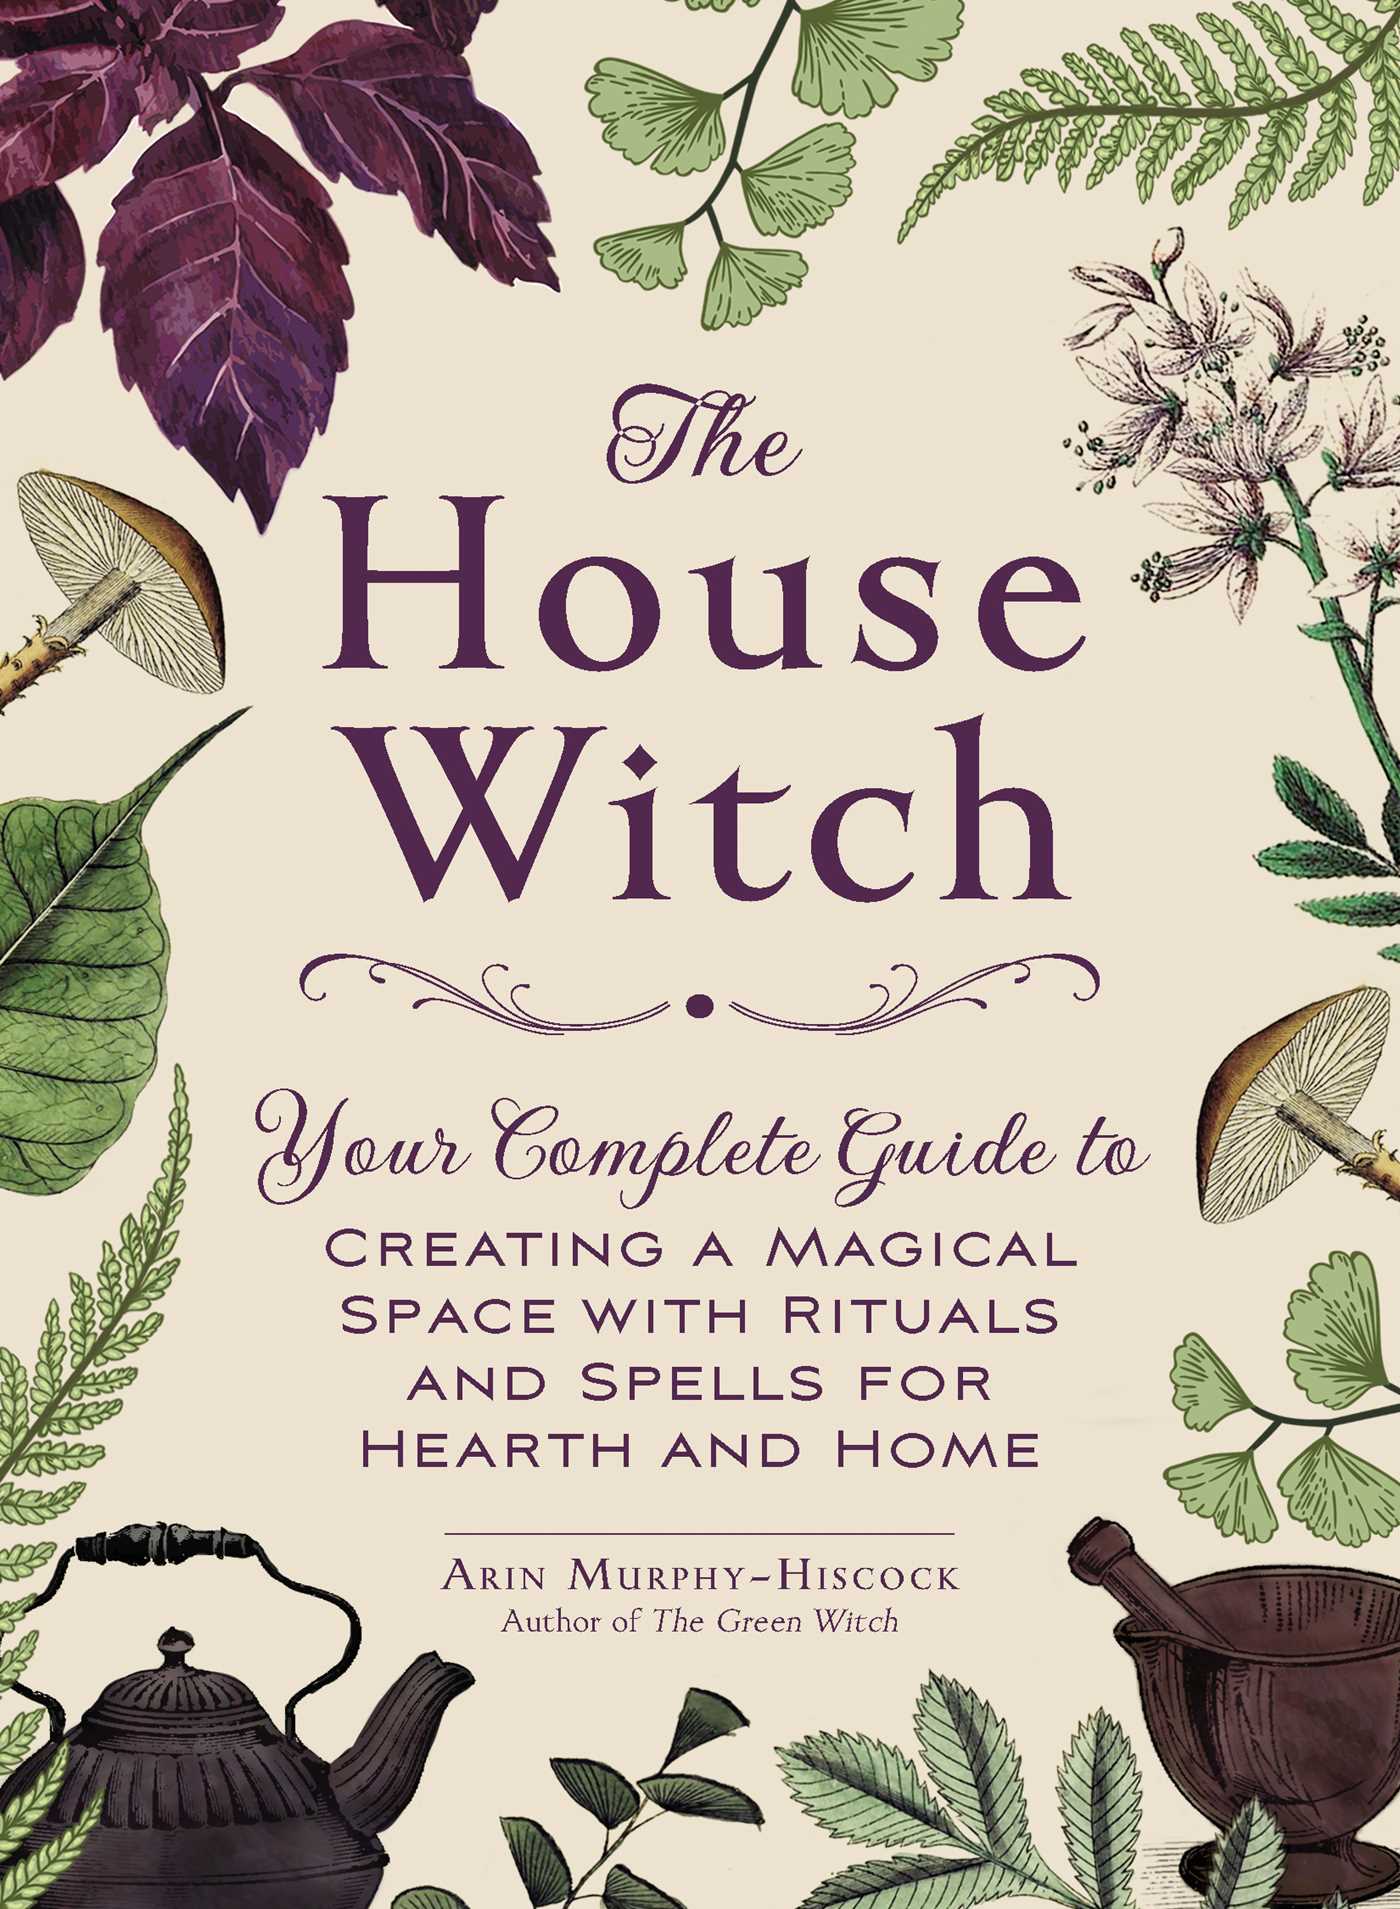 The
House
Witch
Your Complete Guide to
Creating a Magical
Space with Rituals
and Spells for
Hearth and Home
Arin Murphy-Hiscock
Author of The Green Witch